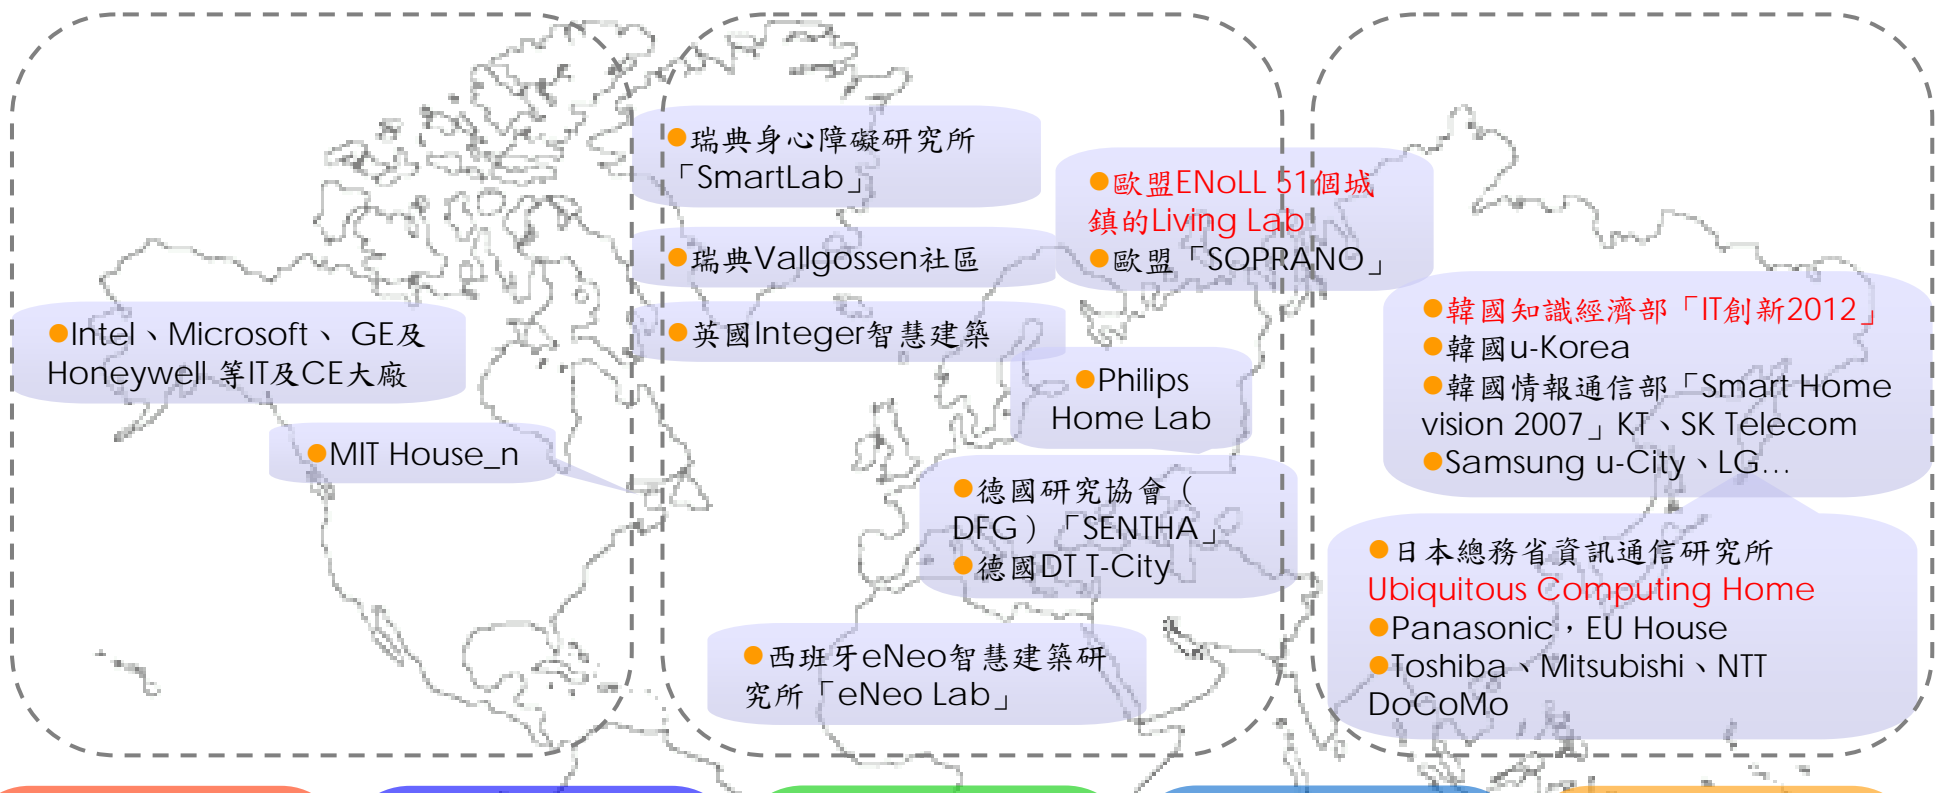 ●Intel、Microsoft、 GE及
Honeywell 等IT及CE大廠
●MIT House_n
●瑞典身心障礙研究所
「SmartLab」
●瑞典Vallgossen社區
●英國Integer智慧建築
●歐盟ENoLL 51個城
鎮的Living Lab
●歐盟「SOPRANO」
●Philips
Home Lab
●德國研究協會（
DFG）「SENTHA」
●德國DT T-City
●西班牙eNeo智慧建築研
究所「eNeo Lab」
●韓國知識經濟部「IT創新2012」
●韓國u-Korea
●韓國情報通信部「Smart Home
vision 2007」KT、SK Telecom
●Samsung u-City、LG…
●日本總務省資訊通信研究所
Ubiquitous Computing Home
●Panasonic，EU House
●Toshiba、Mitsubishi、NTT
DoCoMo